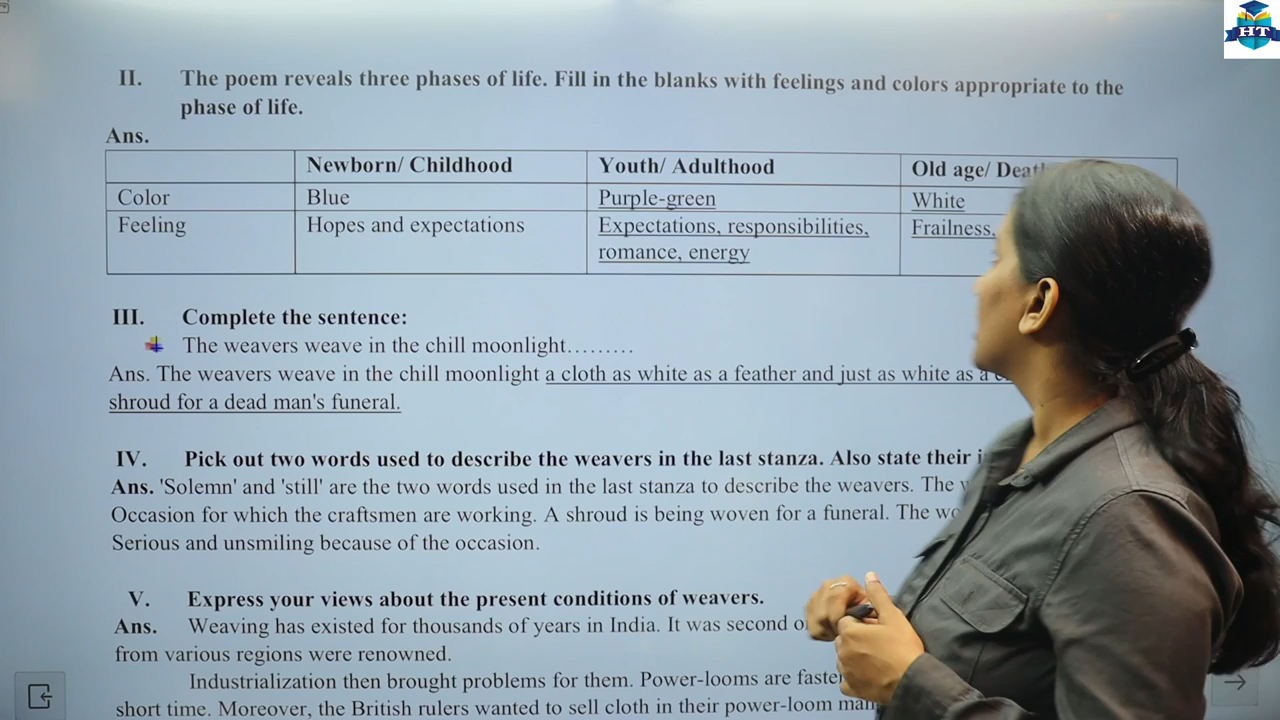 HT
II. The poem reveals three phases of life. Fill in the blanks with feelings and colors appropriate to the
phase of life.
Ans.
Newborn/ Childhood Youth/ Adulthood Old age/
Color Blue Purple-green White
Feeling Hopes and expectations Expectations, responsibilities, Frailness,
romance, energy
III. Complete the sentence:
The weavers weave in the chill moonlight.........
Ans. The weavers weave in the chill moonlight a cloth as white as a feather and just as white as a
shroud for a dead man's funeral.
IV. Pick out two words used to describe the weavers in the last stanza. Also state their
Ans. 'Solemn' and 'still' are the two words used in the last stanza to describe the weavers. The
Occasion for which the craftsmen are working. A shroud is being woven for a funeral. The
Serious and unsmiling because of the occasion.
V. Express your views about the present conditions of weavers.
Ans. Weaving has existed for thousands of years in India. It was second
from various regions were renowned.
Industrialization then brought problems for them. Power-looms are
short time. Moreover, the British rulers wanted to sell cloth in their power-loom